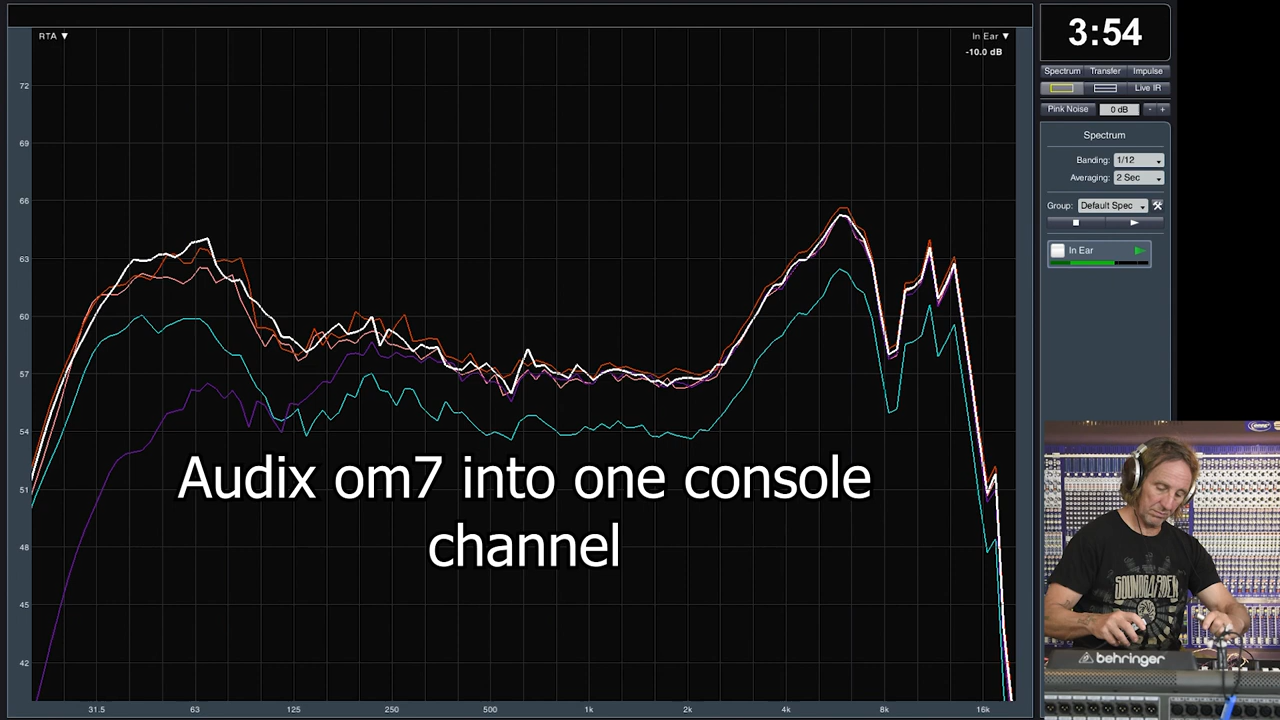 RTA ▼
In Ear ▼
-10.0 dB
3:54
Spectrum Transfer Impulse
Live IR
Pink Noise 0 dB - +
Spectrum
Banding: 1/12
Averaging: 2 Sec
Group: Default Spec
In Ear
72
69
66
63
60
57
54
51
48
45
42
31.5 63 125 250 500 1k 2k 4k 8k 16k
Audix om7 into one console
channel
SOUNDGARDEN
behringer